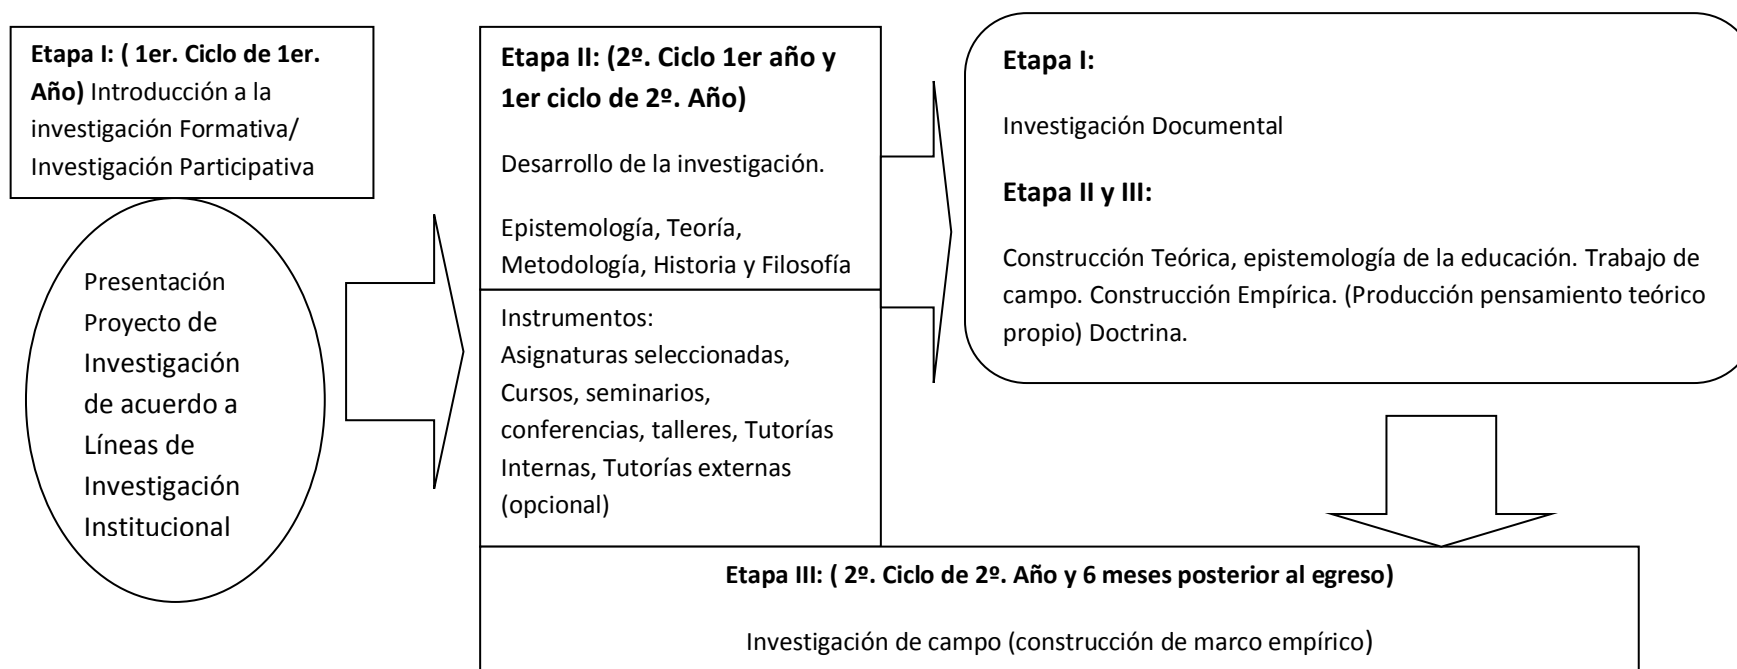 Etapa I: ( 1er. Ciclo de 1er.
Año) Introducción a la
investigación Formativa/
Investigación Participativa
Presentación
Proyecto de
Investigación
de acuerdo a
Líneas de
Investigación
Institucional
Etapa II: (2º. Ciclo 1er año y
1er ciclo de 2º. Año)
Desarrollo de la investigación.
Epistemología, Teoría,
Metodología, Historia y Filosofía
Instrumentos:
Asignaturas seleccionadas,
Cursos, seminarios,
conferencias, talleres, Tutorías
Internas, Tutorías externas
(opcional)
Etapa I:
Investigación Documental
Etapa II y III:
Construcción Teórica, epistemología de la educación. Trabajo de
campo. Construcción Empírica. (Producción pensamiento teórico
propio) Doctrina.
Etapa III: ( 2º. Ciclo de 2º. Año y 6 meses posterior al egreso)
Investigación de campo (construcción de marco empírico)